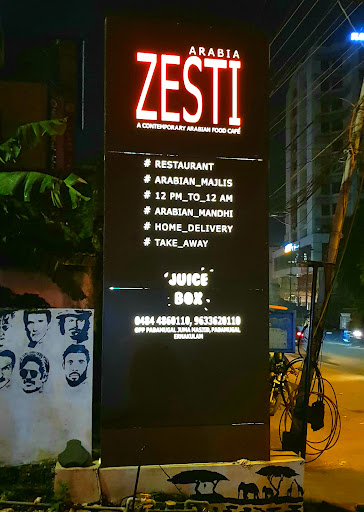 ARABIA
ZESTI
A CONTEMPORARY ARABIAN FOOD CAFÉ
# RESTAURANT
# ARABIAN_MAJLIS
# 12 PM_TO_12 AM
# ARABIAN_MANDHI
# HOME_DELIVERY
# TAKE_AWAY
JUICE
BOX
0484 4860110, 9633620110
OPP PADAMUGAL JUMA MASJID, PADAMUGAL
ERNAKULAM